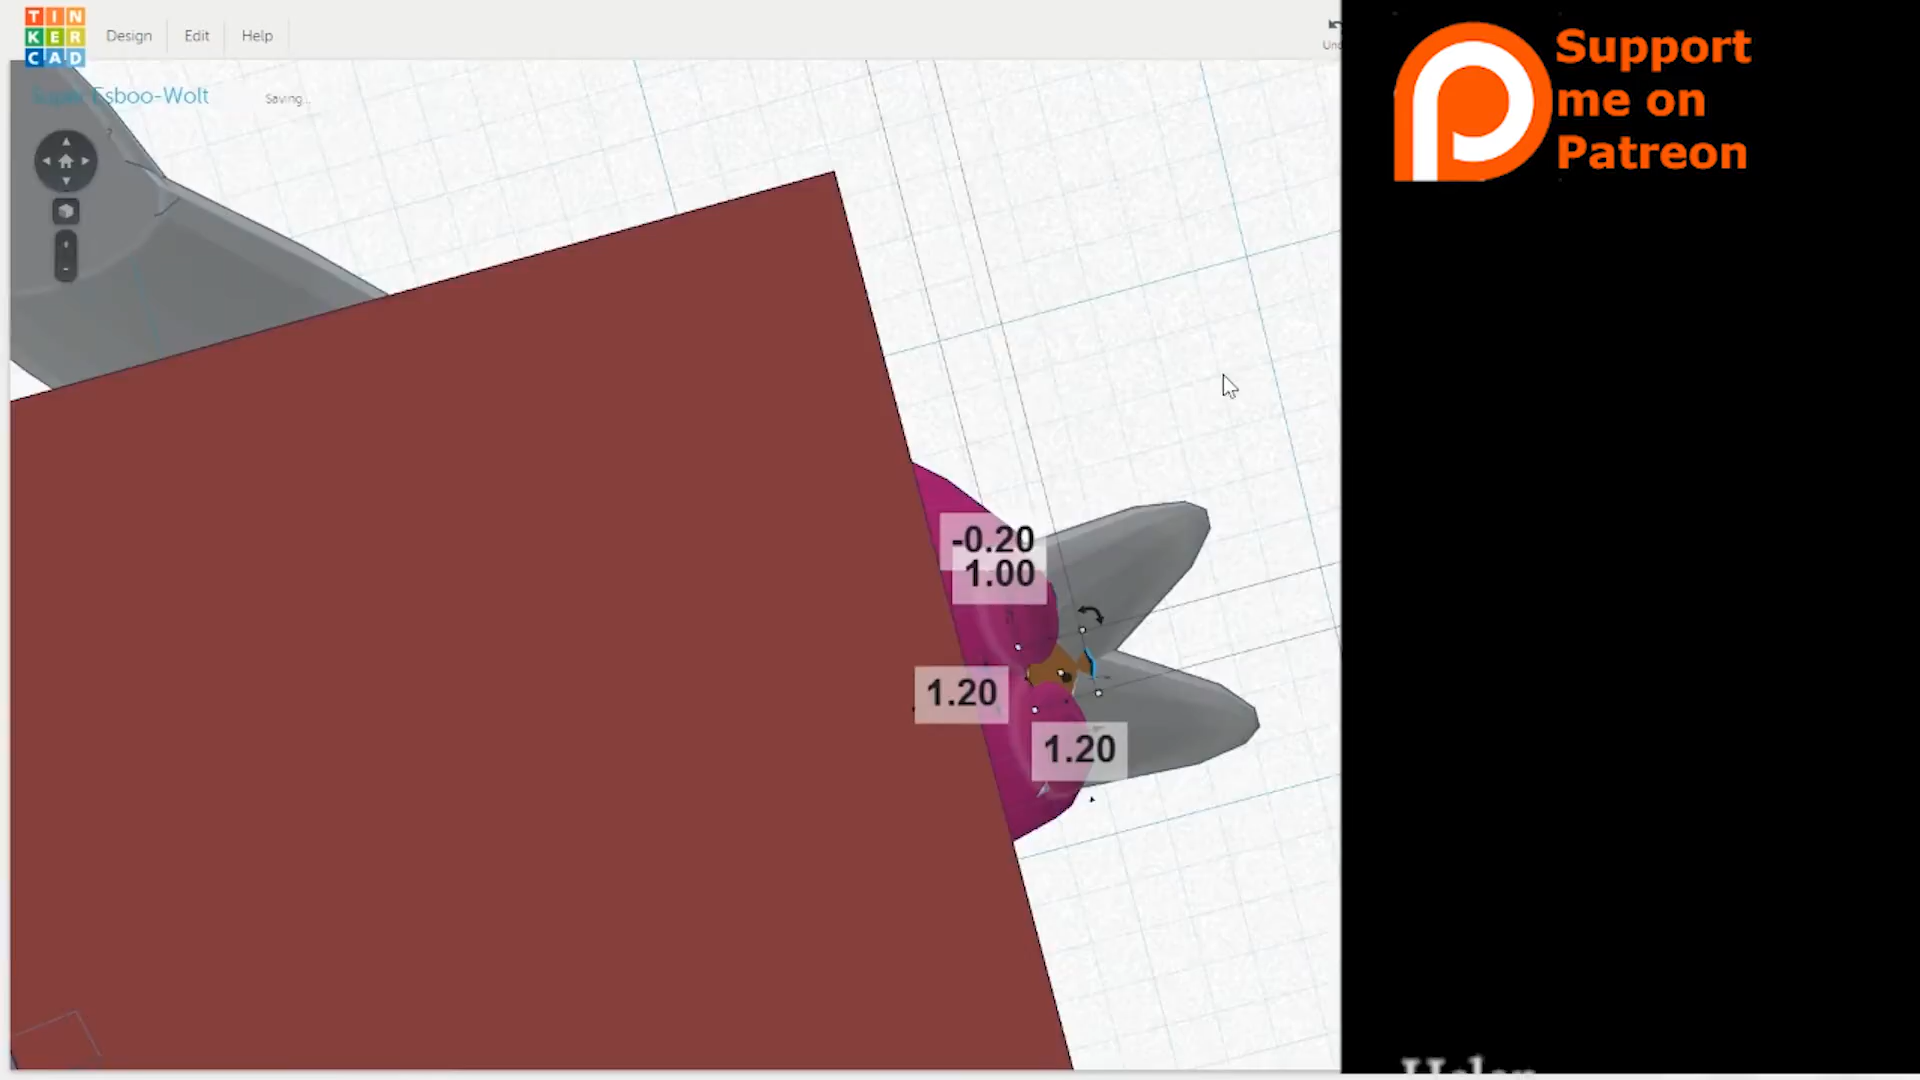 TIN
KER
CAD
Design
Edit
Help
Super Esboo-Wolt
Saving...
-0.20
1.00
1.20
1.20
Support
me on
Patreon